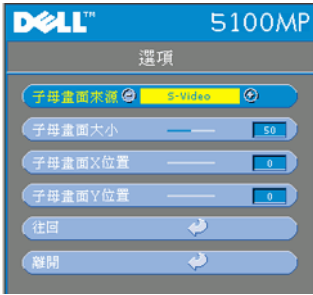 DELL™ 5100MP
選項
子母畫面來源 S-Video
子母畫面大小 50
子母畫面X位置 0
子母畫面Y位置 0
往回
離開